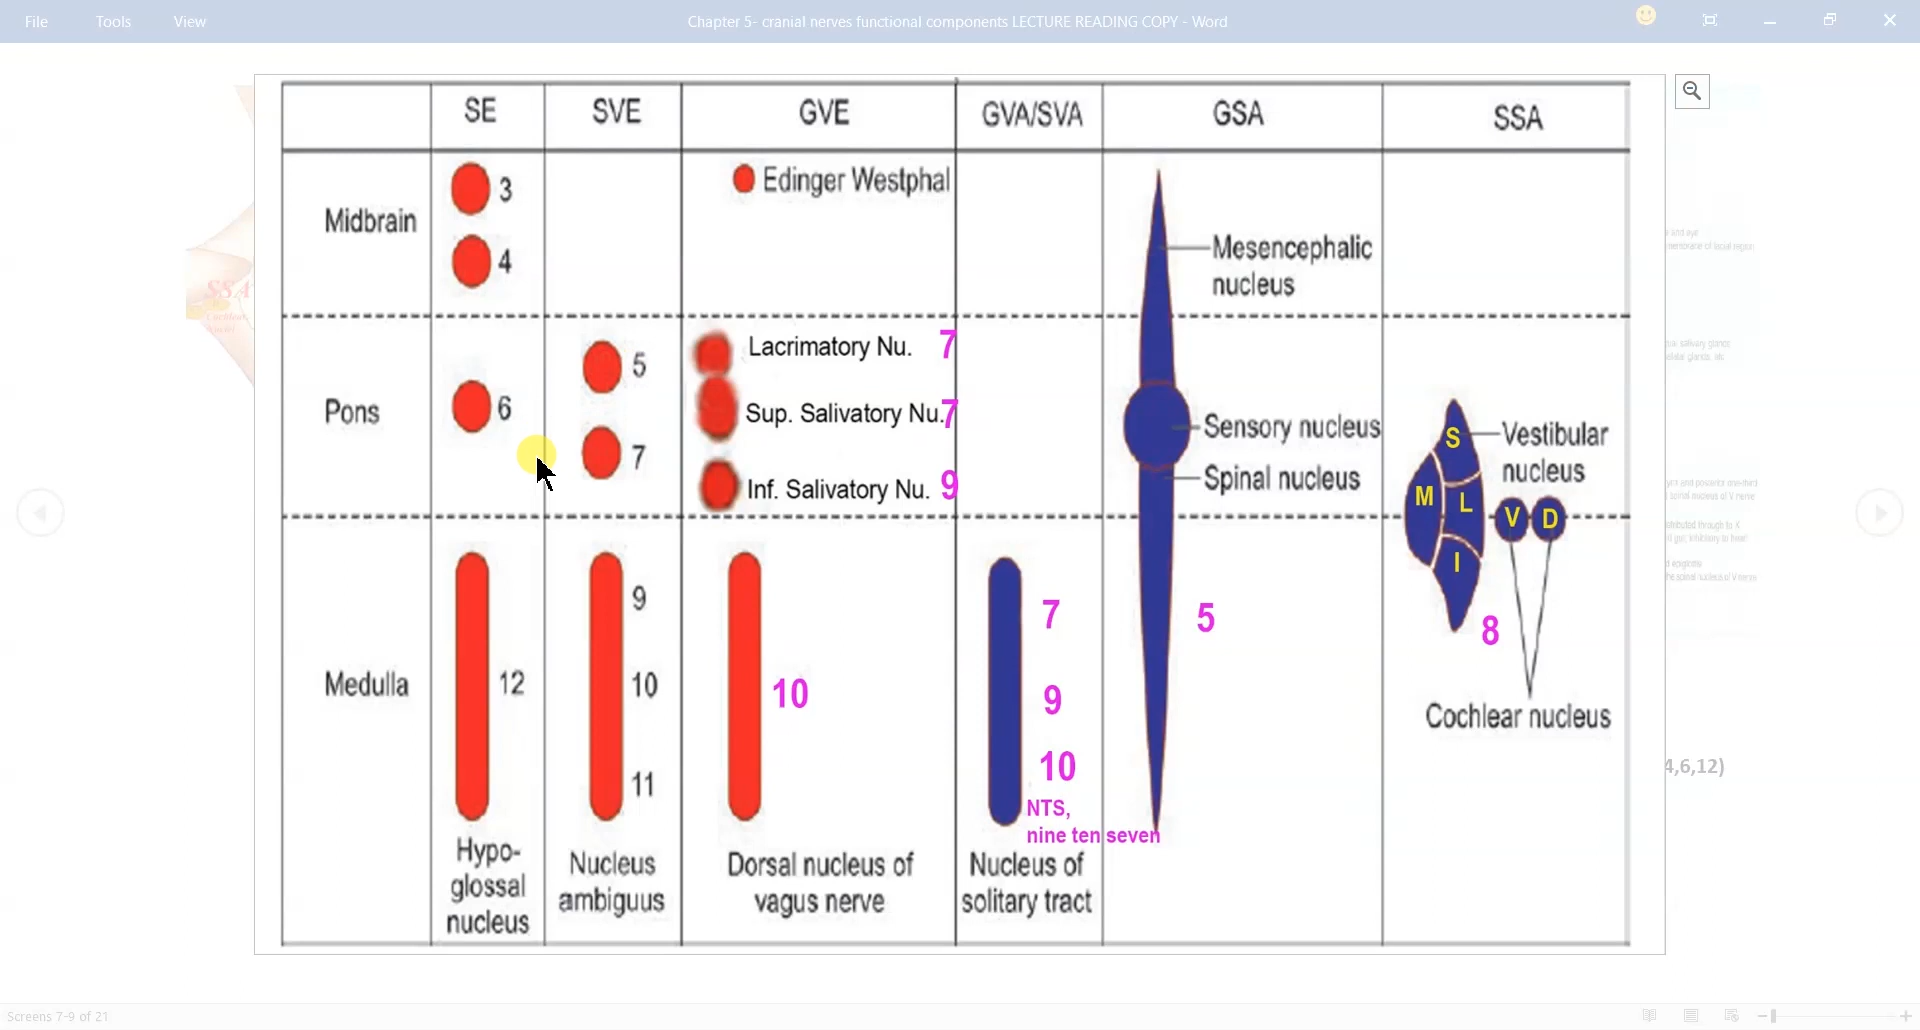 File Tools View
Chapter 5- cranial nerves functional components LECTURE READING COPY - Word
SE SVE GVE GVA/SVA GSA SSA
Midbrain
3
4
Edinger Westphal
Mesencephalic
nucleus
Pons
6
5
7
Lacrimatory Nu. 7
Sup. Salivatory Nu. 7
Inf. Salivatory Nu. 9
Sensory nucleus
Spinal nucleus
S
M
L
I
V D
Vestibular
nucleus
8
Cochlear nucleus
Medulla
12
Hypo-
glossal
nucleus
9
10
11
Nucleus
ambiguus
10
Dorsal nucleus of
vagus nerve
7
9
10
NTS,
nine ten seven
Nucleus of
solitary tract
5
SSA
4,6,12)
Screens 7-9 of 21